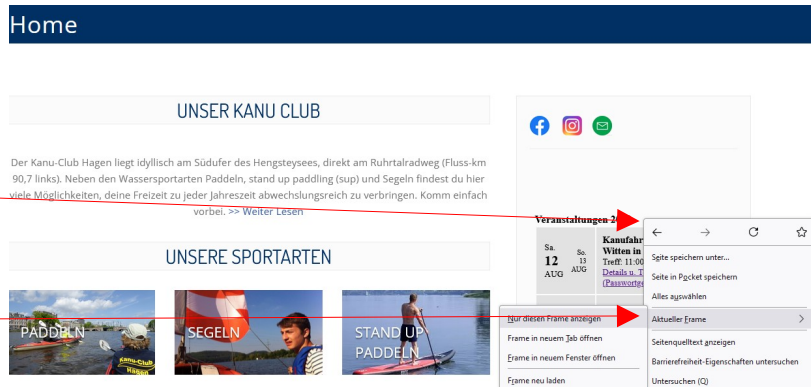 Home
UNSER KANU CLUB
Der Kanu-Club Hagen liegt idyllisch am Südufer des Hengsteysees, direkt am Ruhrtalradweg (Fluss-km
90,7 links). Neben den Wassersportarten Paddeln, stand up paddling (sup) und Segeln findest du hier
viele Möglichkeiten, deine Freizeit zu jeder Jahreszeit abwechslungsreich zu verbringen. Komm einfach
vorbei. >> Weiter Lesen
UNSERE SPORTARTEN
PADDELN
Kanu-Club
Hagen
SEGELN
STAND UP
PADDELN
Veranstaltungen
Sa.
12
AUG
So.
13
AUG
Kanufahr
Witten in
Treff: 11:00
Details u. T
(Passwortge
Seite speichern unter...
Seite in Pocket speichern
Alles auswählen
Aktueller Frame
Seitenquelltext anzeigen
Barrierefreiheit-Eigenschaften untersuchen
Untersuchen (Q)
Nur diesen Frame anzeigen
Frame in neuem Tab öffnen
Frame in neuem Fenster öffnen
Frame neu laden